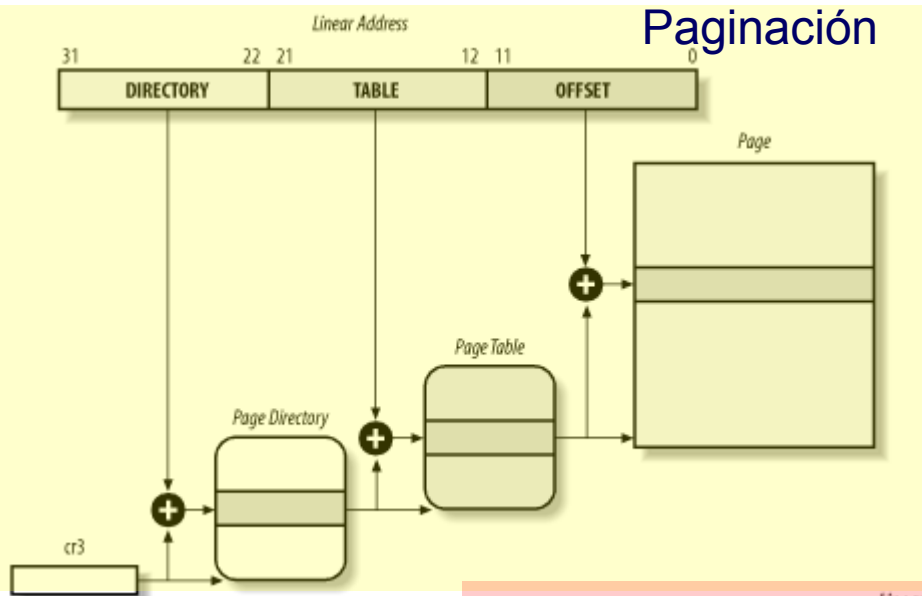 Paginación
Linear Address
31 22 21 12 11 0
DIRECTORY TABLE OFFSET
Page
Page Table
Page Directory
cr3